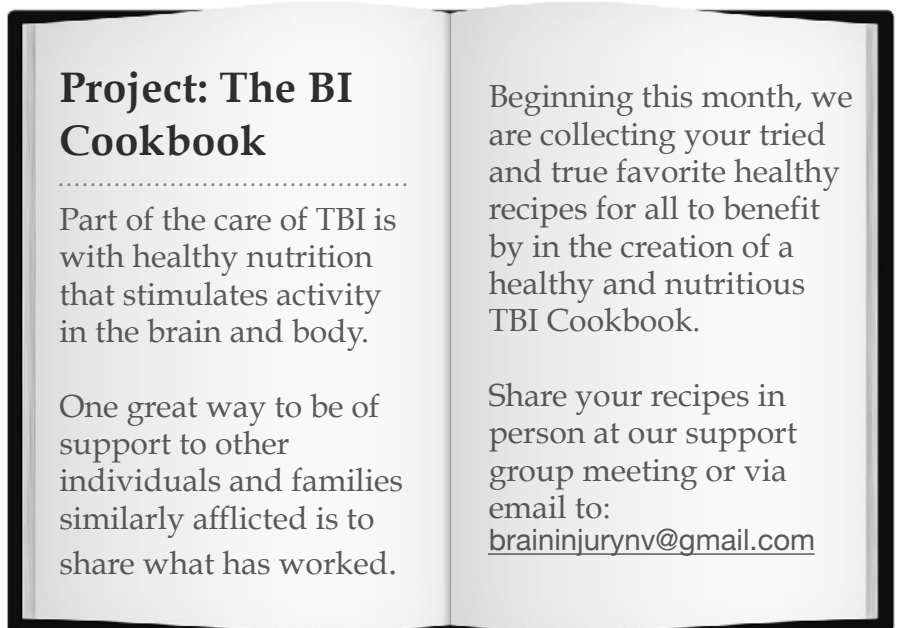 Project: The BI
Cookbook
Part of the care of TBI is
with healthy nutrition
that stimulates activity
in the brain and body.
One great way to be of
support to other
individuals and families
similarly afflicted is to
share what has worked.
Beginning this month, we
are collecting your tried
and true favorite healthy
recipes for all to benefit
by in the creation of a
healthy and nutritious
TBI Cookbook.
Share your recipes in
person at our support
group meeting or via
email to:
braininjurynv@gmail.com